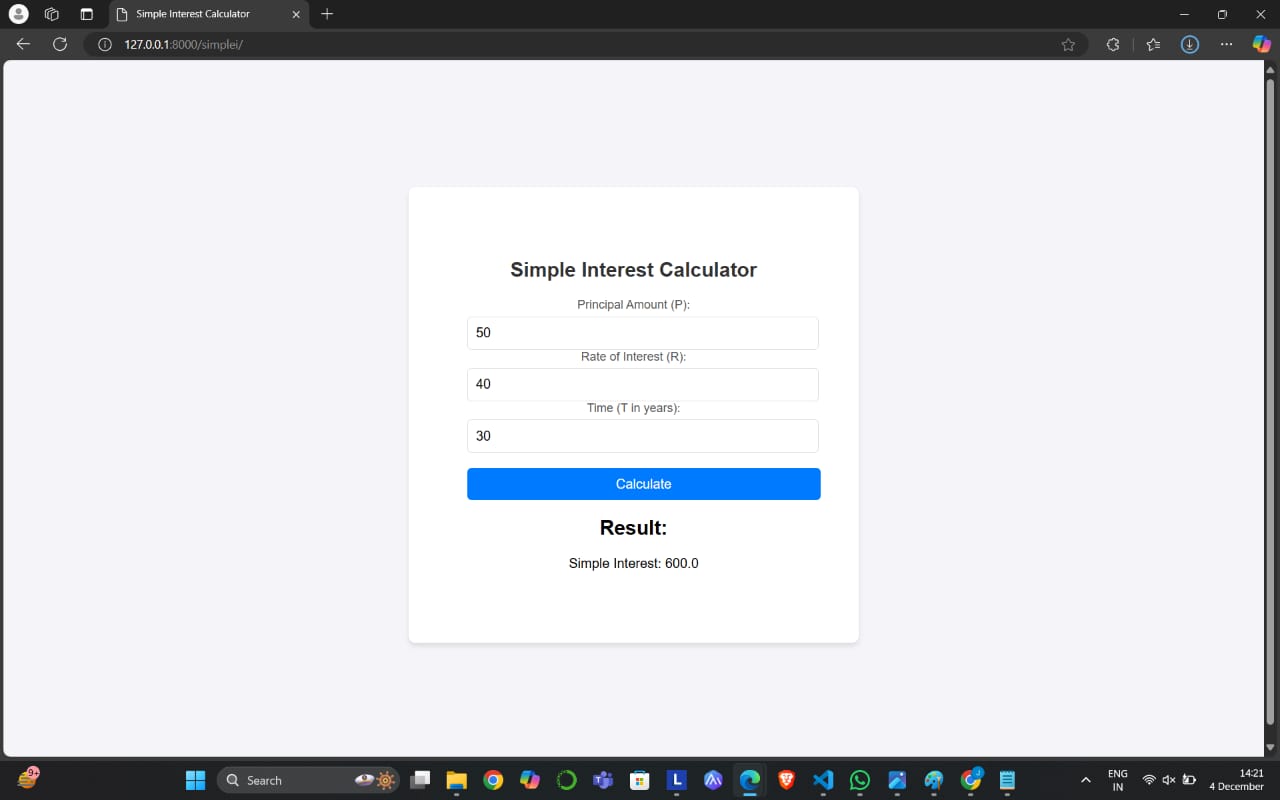 Simple Interest Calculator
127.0.0.1:8000/simplei/
Simple Interest Calculator
Principal Amount (P):
50
Rate of Interest (R):
40
Time (T in years):
30
Calculate
Result:
Simple Interest: 600.0
9+
Search
T
L
J
ENG
IN
14:21
4 December